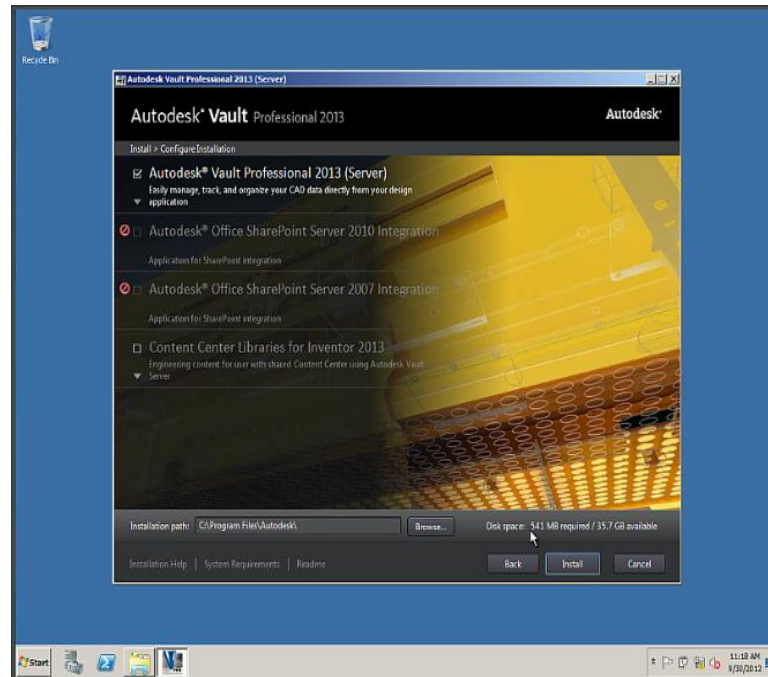 Recycle Bin
Autodesk Vault Professional 2013 (Server)
Autodesk® Vault Professional 2013
Autodesk®
Install > Configure Installation
Autodesk® Vault Professional 2013 (Server)
Easily manage, track, and organize your CAD data directly from your design
application
Autodesk® Office SharePoint Server 2010 Integration
Application for SharePoint integration
Autodesk® Office SharePoint Server 2007 Integration
Application for SharePoint integration
Content Center Libraries for Inventor 2013
Engineering content for user with shared Content Center using Autodesk Vault
Server
Installation path: C:\Program Files\Autodesk\ Browse... Disk space: 541 MB required / 35.7 GB available
Installation Help | System Requirements | Readme Back Install Cancel
Start
11:18 AM
9/30/2012